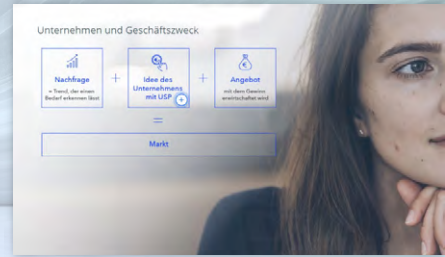 Unternehmen und Geschäftszweck
Nachfrage
= Trend, der einen
Bedarf erkennen lässt
+
Idee des
Unternehmens
mit USP
+
Angebot
mit dem Gewinn
erwirtschaftet wird
=
Markt